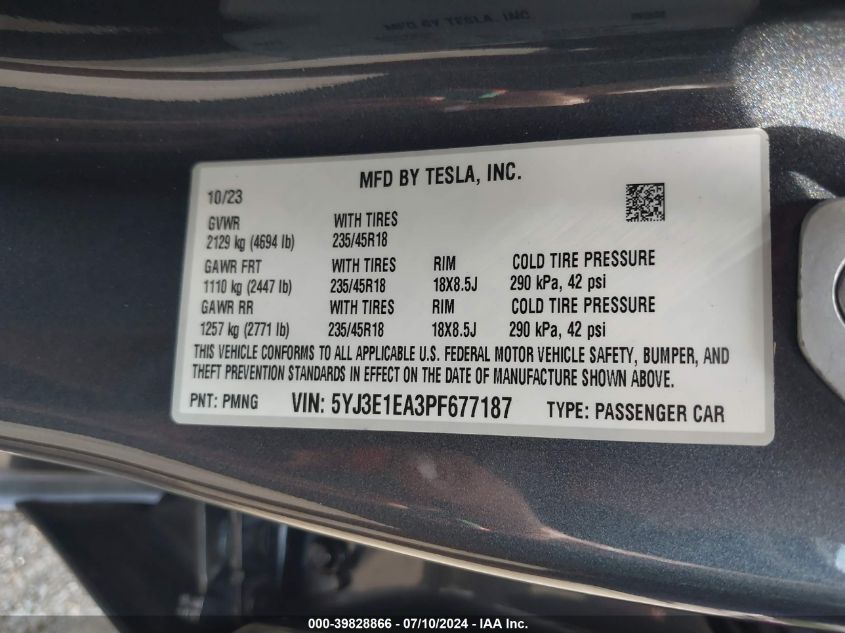 MFD BY TESLA, INC.
MFD BY TESLA, INC.
10/23
GVWR WITH TIRES
2129 kg (4694 lb) 235/45R18
GAWR FRT WITH TIRES RIM COLD TIRE PRESSURE
1110 kg (2447 lb) 235/45R18 18X8.5J 290 kPa, 42 psi
GAWR RR WITH TIRES RIM COLD TIRE PRESSURE
1257 kg (2771 lb) 235/45R18 18X8.5J 290 kPa, 42 psi
THIS VEHICLE CONFORMS TO ALL APPLICABLE U.S. FEDERAL MOTOR VEHICLE SAFETY, BUMPER, AND
THEFT PREVENTION STANDARDS IN EFFECT ON THE DATE OF MANUFACTURE SHOWN ABOVE.
PNT: PMNG VIN: 5YJ3E1EA3PF677187 TYPE: PASSENGER CAR
000-39828866 - 07/10/2024 - IAA Inc.